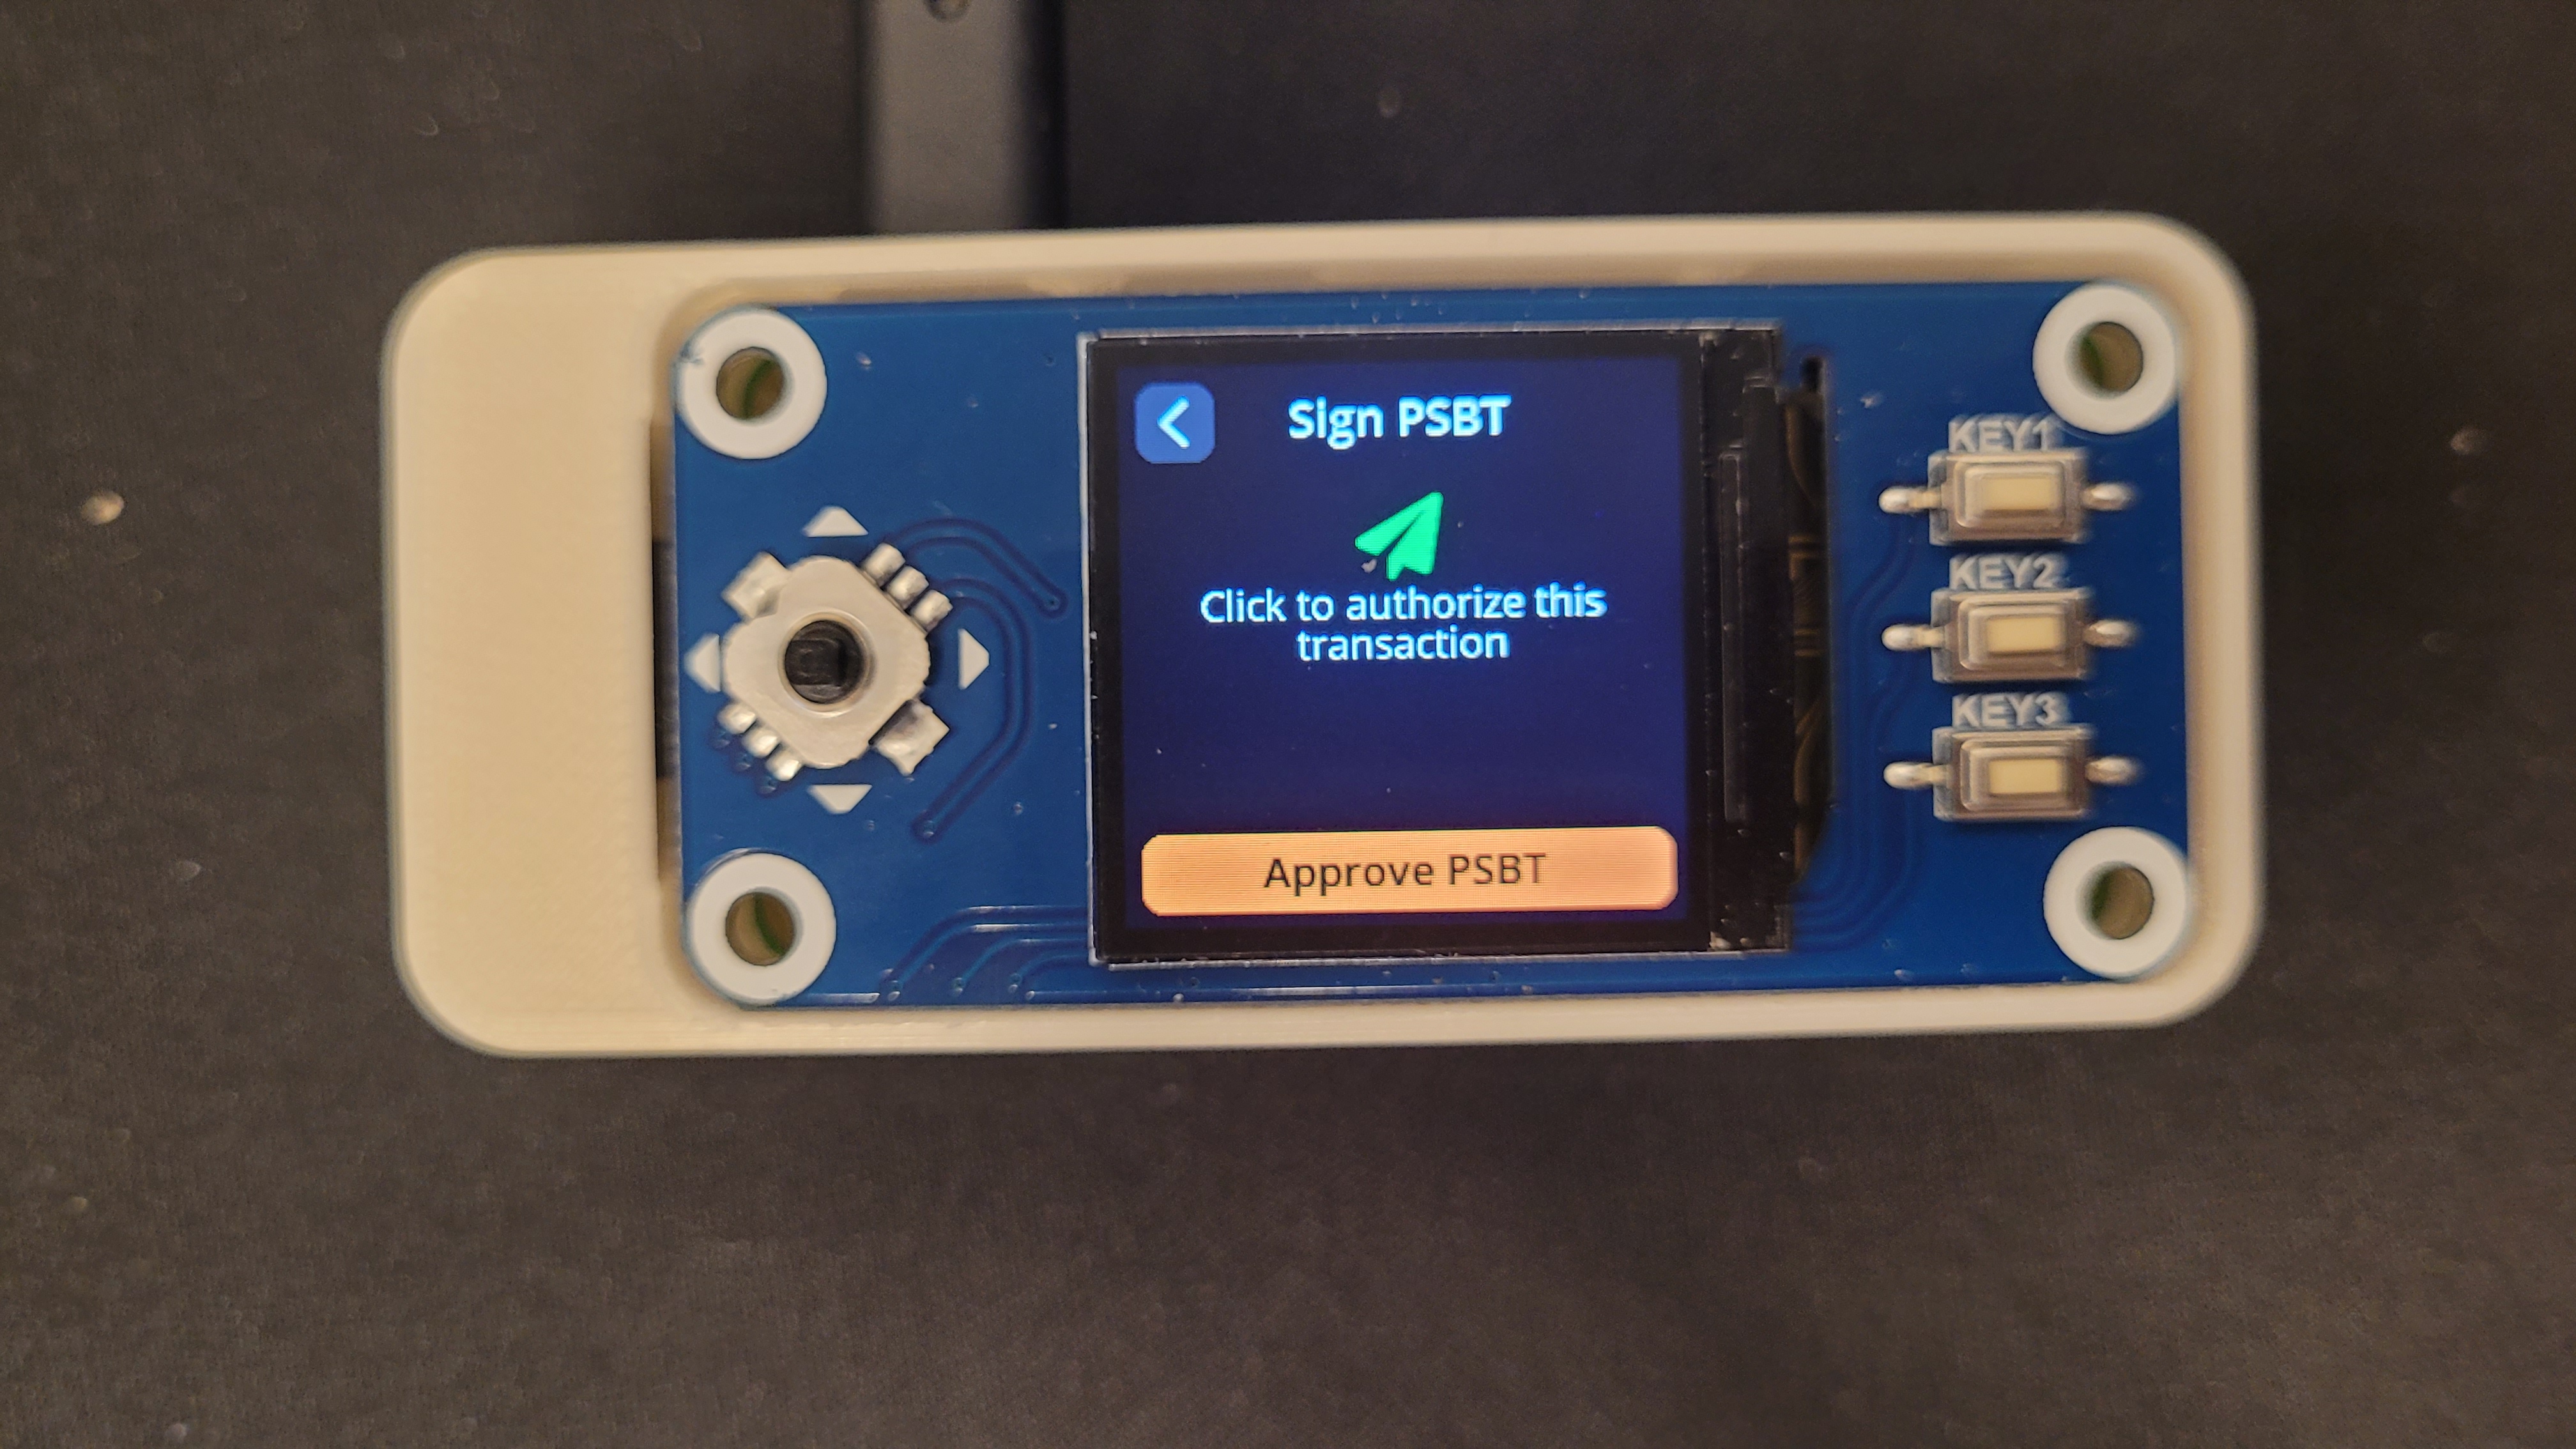 Sign PSBT
Click to authorize this
transaction
Approve PSBT
KEY1
KEY2
KEY3